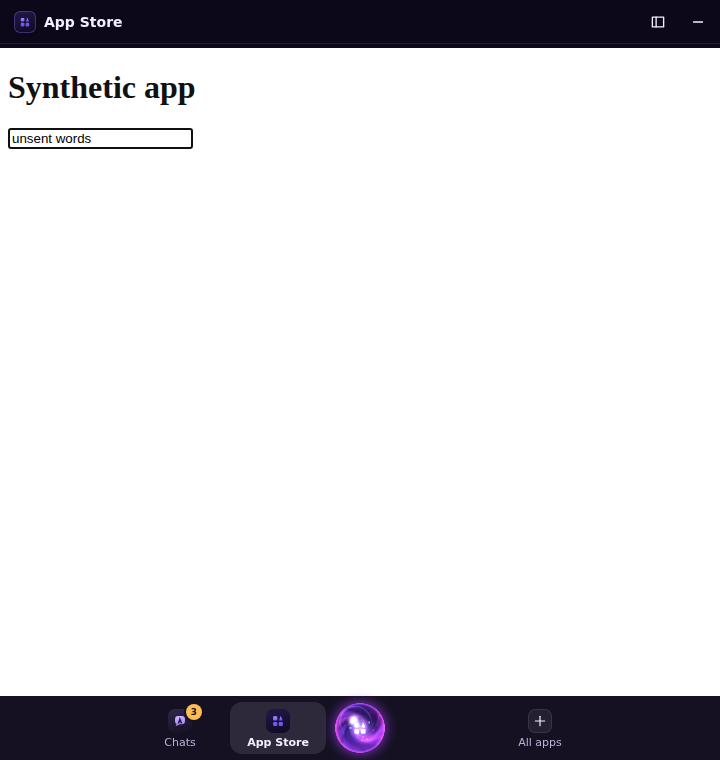 App Store
Synthetic app
unsent words
3
Chats
App Store
All apps